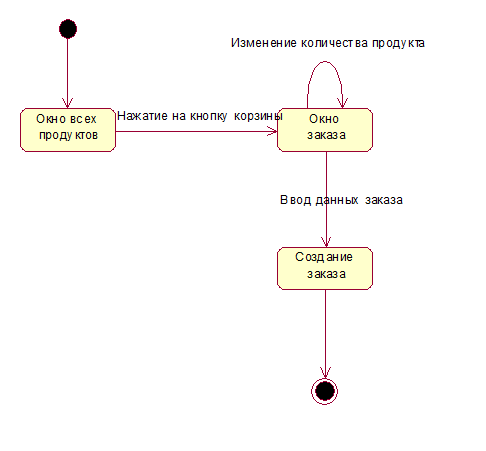 Изменение количества продукта
Окно всех
продуктов
Нажатие на кнопку корзины
Окно
заказа
Ввод данных заказа
Создание
заказа